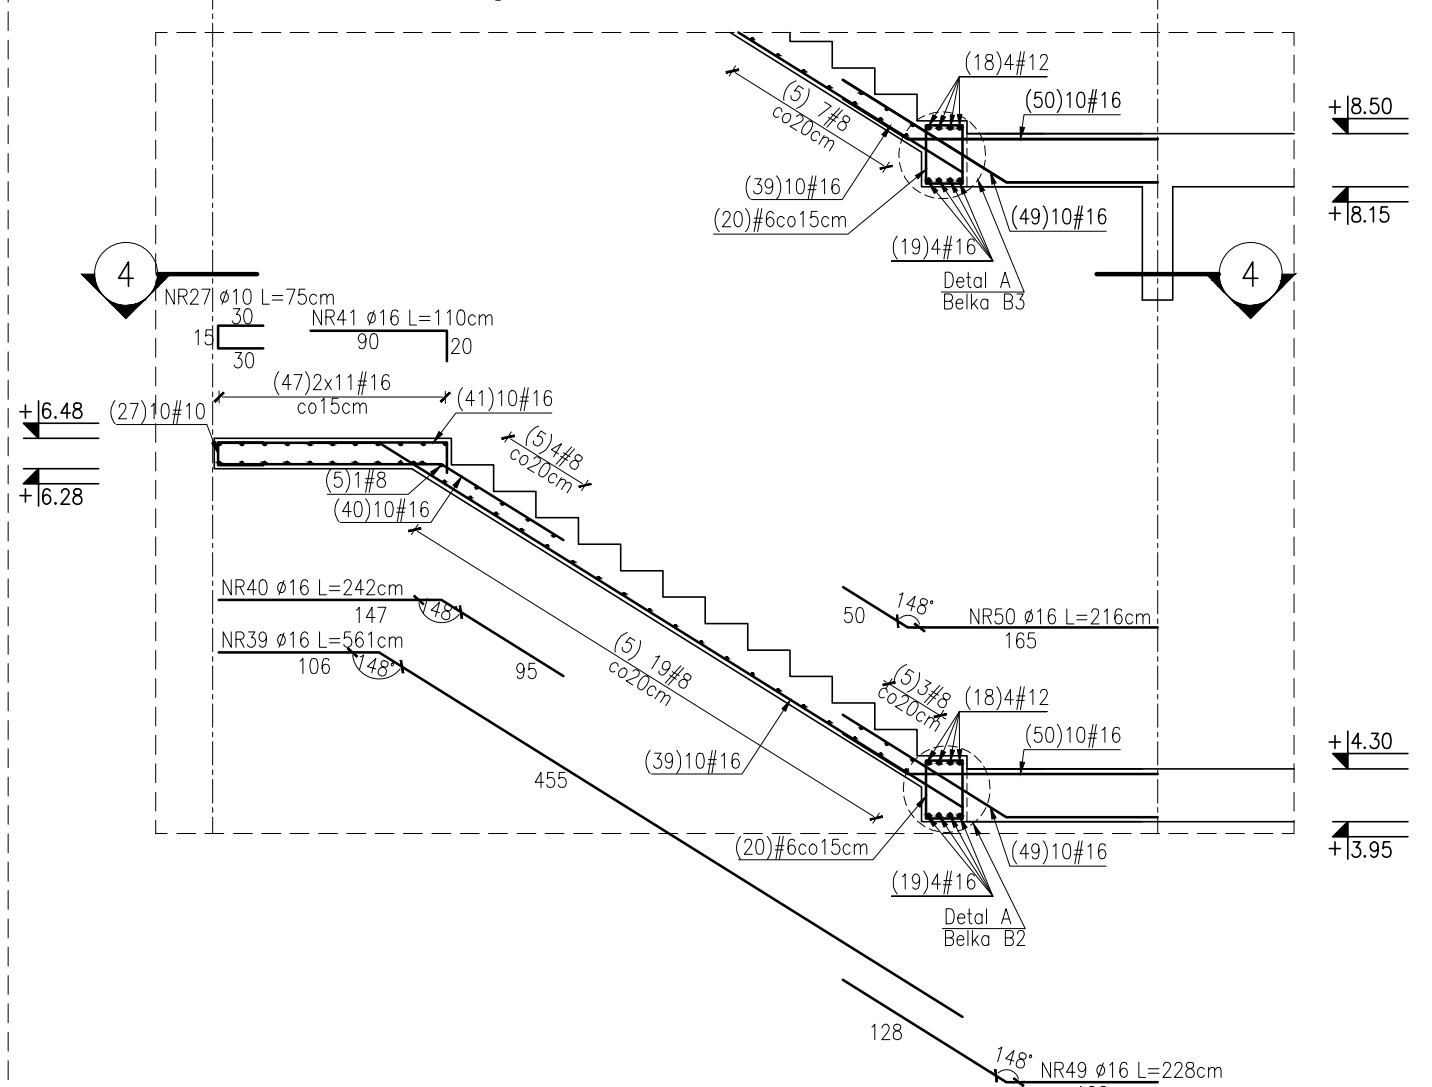 (18)4#12
(50)10#16
+8.50
(5) 7#8
co20cm
(39)10#16
(20)#6co15cm
(49)10#16
+8.15
(19)4#16
Detal A
Belka B3
4
4
NR27 ø10 L=75cm
30
15
30
NR41 ø16 L=110cm
90
20
(47)2x11#16
co15cm
(41)10#16
(27)10#10
+6.48
+6.28
(5)4#8
co20cm
(5)1#8
(40)10#16
NR40 ø16 L=242cm
147
148°
95
NR39 ø16 L=561cm
106
148°
455
(5) 19#8
co20cm
50
148°
NR50 ø16 L=216cm
165
(5)3#8
co20cm
(18)4#12
(50)10#16
+4.30
(39)10#16
(20)#6co15cm
(49)10#16
+3.95
(19)4#16
Detal A
Belka B2
128
148°
NR49 ø16 L=228cm